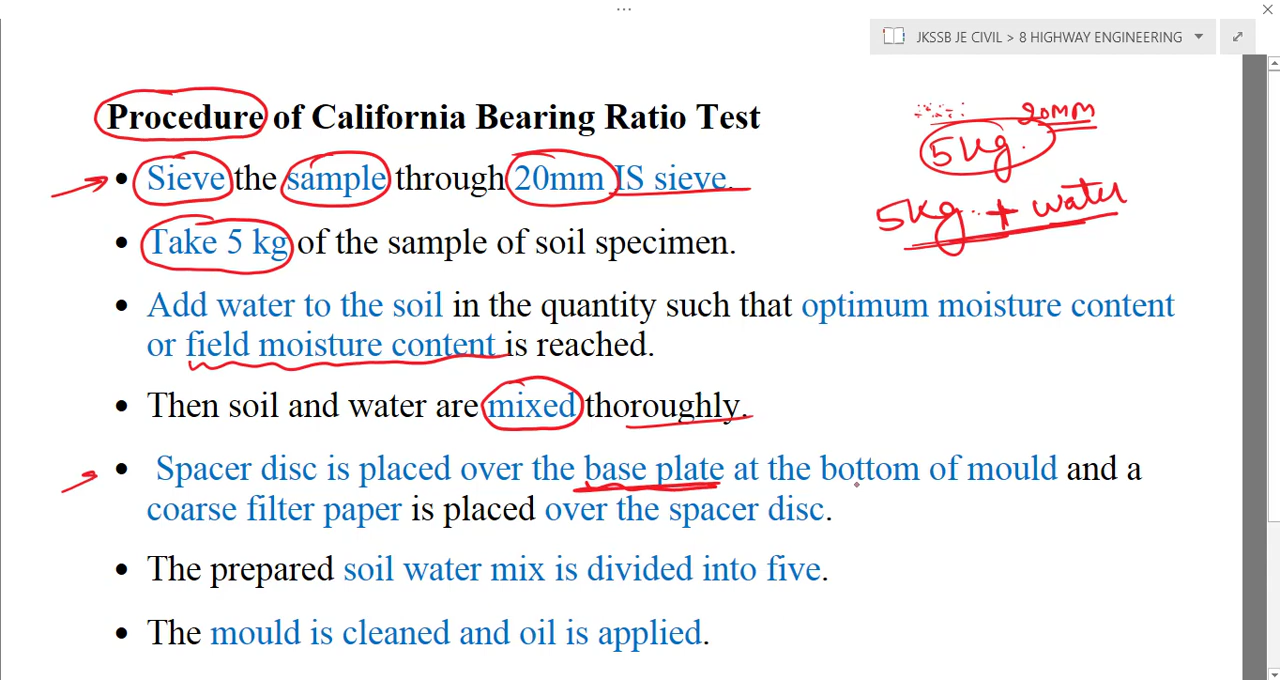 JKSSB JE CIVIL > 8 HIGHWAY ENGINEERING
Procedure of California Bearing Ratio Test
20MM
5kg.
5kg. + water
• Sieve the sample through 20mm IS sieve.
• Take 5 kg of the sample of soil specimen.
• Add water to the soil in the quantity such that optimum moisture content
or field moisture content is reached.
• Then soil and water are mixed thoroughly.
• Spacer disc is placed over the base plate at the bottom of mould and a
coarse filter paper is placed over the spacer disc.
• The prepared soil water mix is divided into five.
• The mould is cleaned and oil is applied.